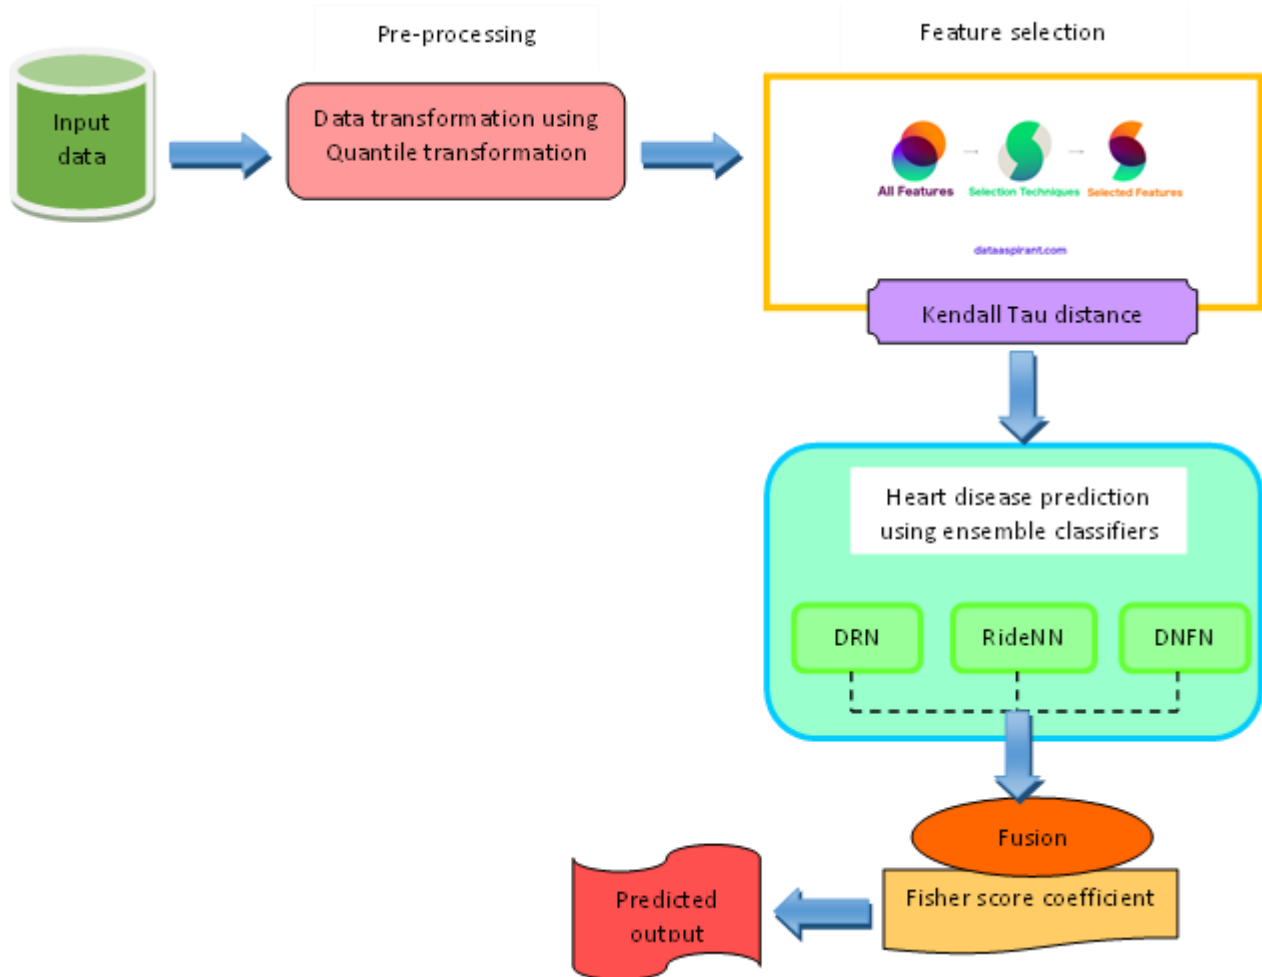 Pre-processing
Feature selection
Input
data
Data transformation using
Quantile transformation
All Features
Selection Techniques
Selected Features
dataaspirant.com
Kendall Tau distance
Heart disease prediction
using ensemble classifiers
DRN
RideNN
DNFN
Fusion
Fisher score coefficient
Predicted
output